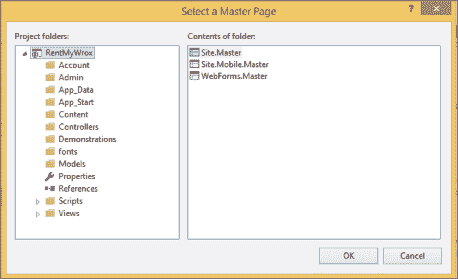 Select a Master Page
?
Project folders:
RentMyWrox
Account
Admin
App_Data
App_Start
Content
Controllers
Demonstrations
fonts
Models
Properties
References
Scripts
Views
Contents of folder:
Site.Master
Site.Mobile.Master
WebForms.Master
OK
Cancel